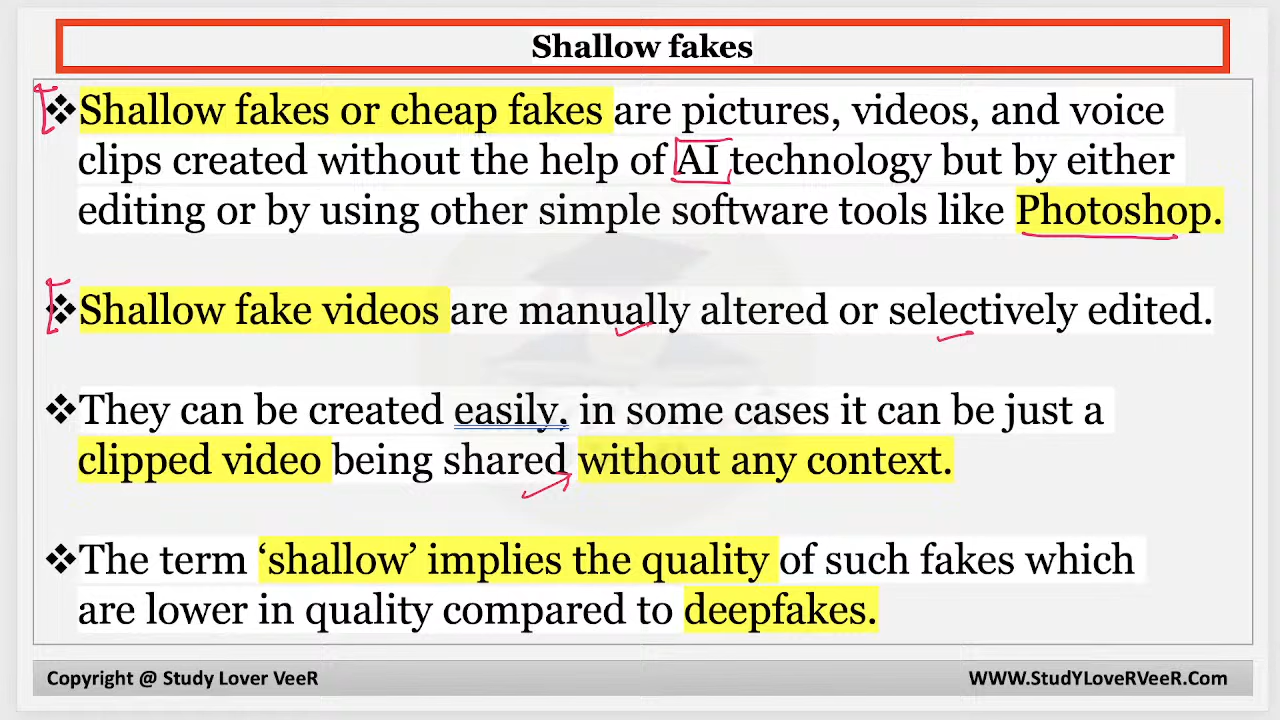 Shallow fakes
❖Shallow fakes or cheap fakes are pictures, videos, and voice
clips created without the help of AI technology but by either
editing or by using other simple software tools like Photoshop.
❖Shallow fake videos are manually altered or selectively edited.
❖They can be created easily, in some cases it can be just a
clipped video being shared without any context.
❖The term ‘shallow’ implies the quality of such fakes which
are lower in quality compared to deepfakes.
Copyright @ Study Lover VeeR WWW.StudYLoveRVeeR.Com